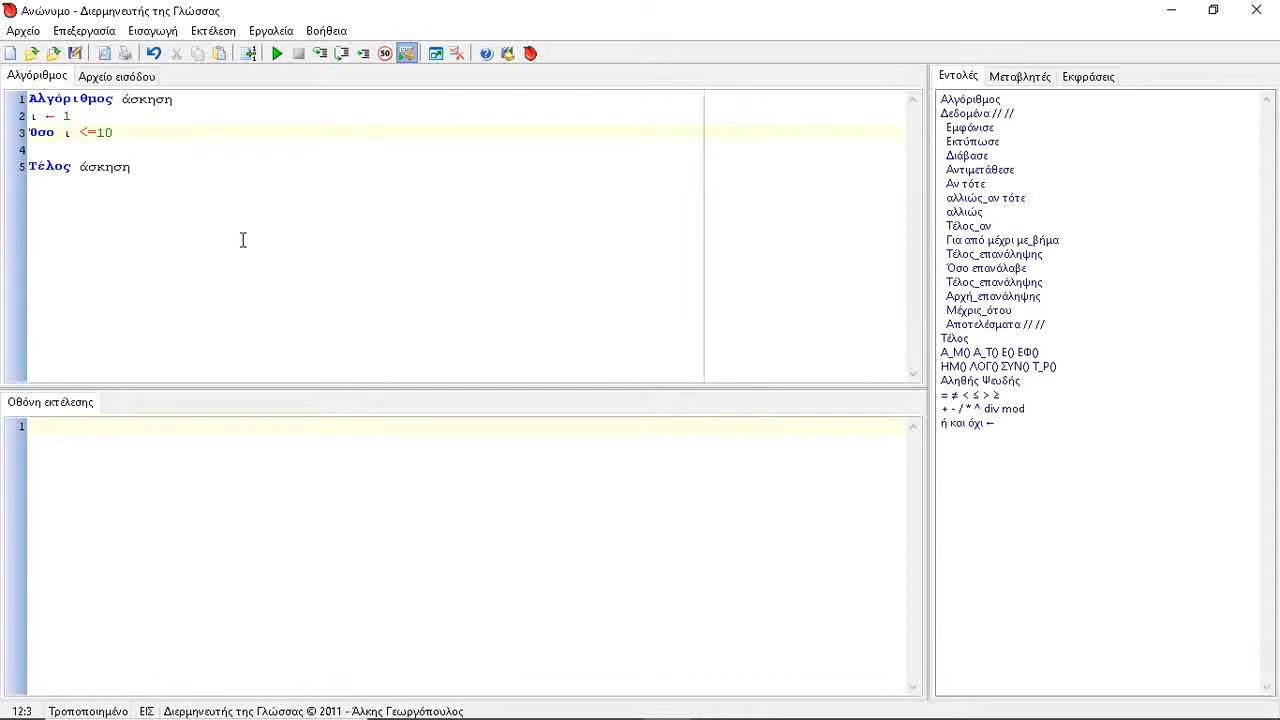 Ανώνυμο - Διερμηνευτής της Γλώσσας
Αρχείο Επεξεργασία Εισαγωγή Εκτέλεση Εργαλεία Βοήθεια
50
Αλγόριθμος Αρχείο εισόδου
1 Αλγόριθμος άσκηση
2 ι ← 1
3 Όσο ι <=10
4
5 Τέλος άσκηση
Οθόνη εκτέλεσης
1
Εντολές Μεταβλητές Εκφράσεις
Αλγόριθμος
Δεδομένα // //
Εμφάνισε
Εκτύπωσε
Διάβασε
Αντιμετάθεσε
Αν τότε
αλλιώς_αν τότε
αλλιώς
Τέλος_αν
Για από μέχρι με_βήμα
Τέλος_επανάληψης
Όσο επανάλαβε
Τέλος_επανάληψης
Αρχή_επανάληψης
Μέχρις_ότου
Αποτελέσματα // //
Τέλος
Α_Μ() Α_Τ() Ε() ΕΦ()
ΗΜ() ΛΟΓ() ΣΥΝ() Τ_Ρ()
Αληθής Ψευδής
= ≠ < ≤ > ≥
+ - / * ^ div mod
ή και όχι ←
12:3 Τροποποιημένο ΕΙΣ Διερμηνευτής της Γλώσσας © 2011 - Άλκης Γεωργόπουλος